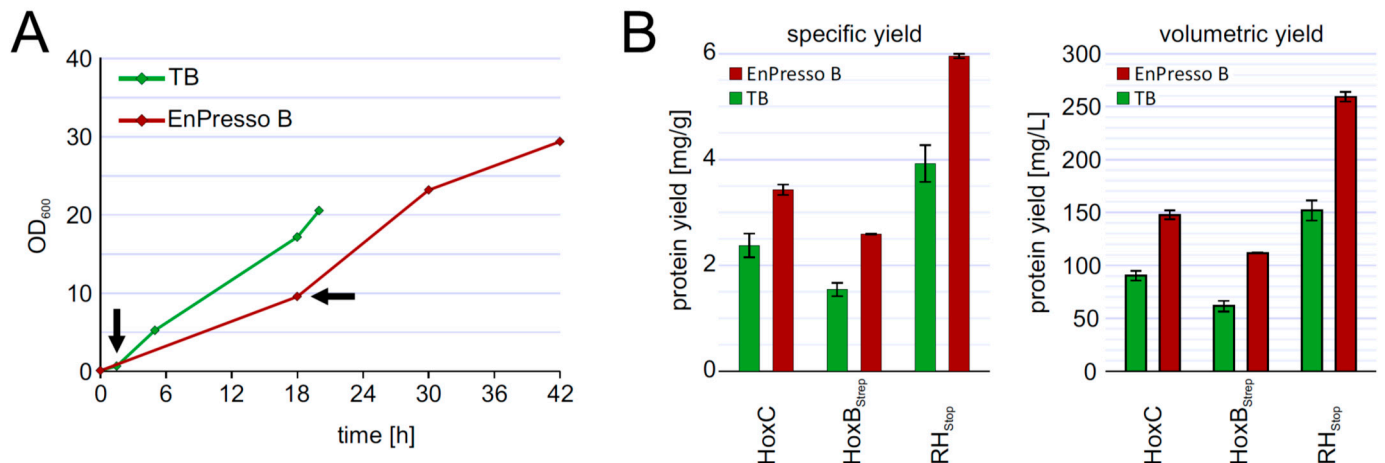 A
40
30
20
10
0
OD600
TB
EnPresso B
0 6 12 18 24 30 36 42
time [h]
B
specific yield
6
4
2
0
protein yield [mg/g]
EnPresso B
TB
HoxC
HoxBStrep
RHStop
volumetric yield
300
250
200
150
100
50
0
protein yield [mg/L]
EnPresso B
TB
HoxC
HoxBStrep
RHStop